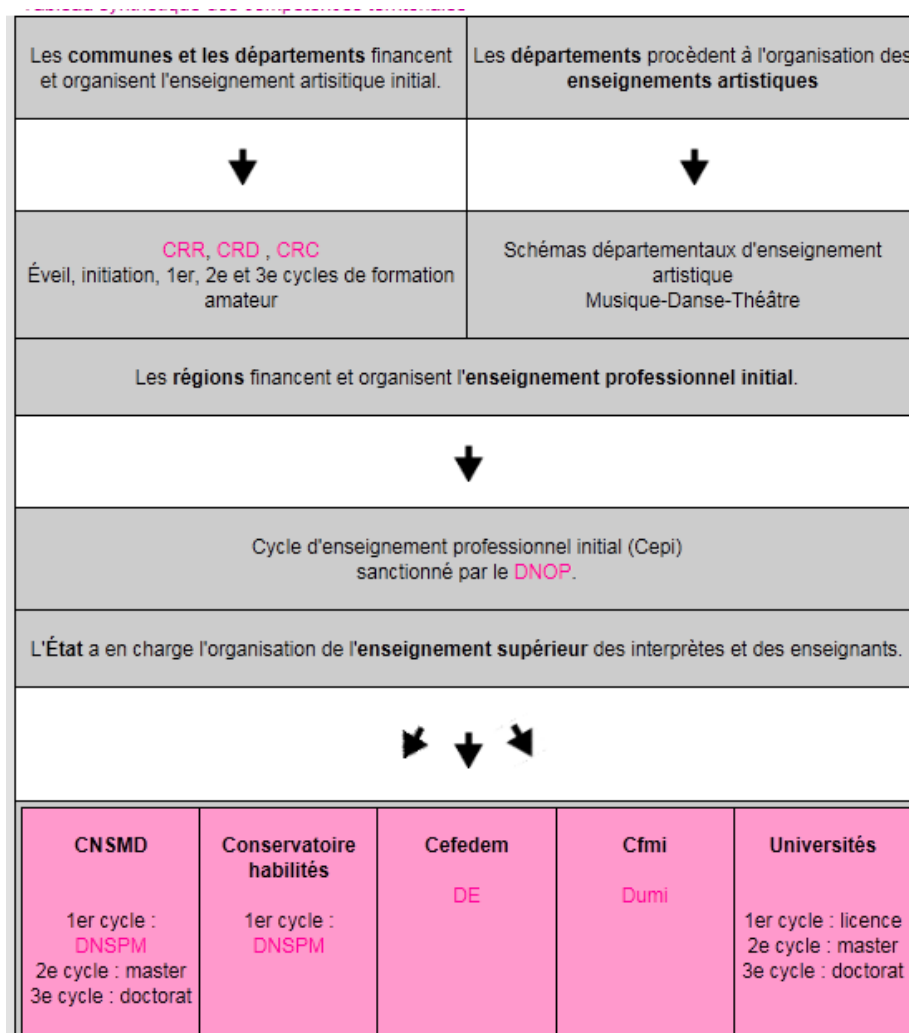 Tableau synthétique des compétences territoriales
Les communes et les départements financent
et organisent l'enseignement artisitique initial.
Les départements procèdent à l'organisation des
enseignements artistiques
CRR, CRD , CRC
Éveil, initiation, 1er, 2e et 3e cycles de formation
amateur
Schémas départementaux d'enseignement
artistique
Musique-Danse-Théâtre
Les régions financent et organisent l'enseignement professionnel initial.
Cycle d'enseignement professionnel initial (Cepi)
sanctionné par le DNOP.
L'État a en charge l'organisation de l'enseignement supérieur des interprètes et des enseignants.
CNSMD
1er cycle :
DNSPM
2e cycle : master
3e cycle : doctorat
Conservatoire
habilités
1er cycle :
DNSPM
Cefedem
DE
Cfmi
Dumi
Universités
1er cycle : licence
2e cycle : master
3e cycle : doctorat